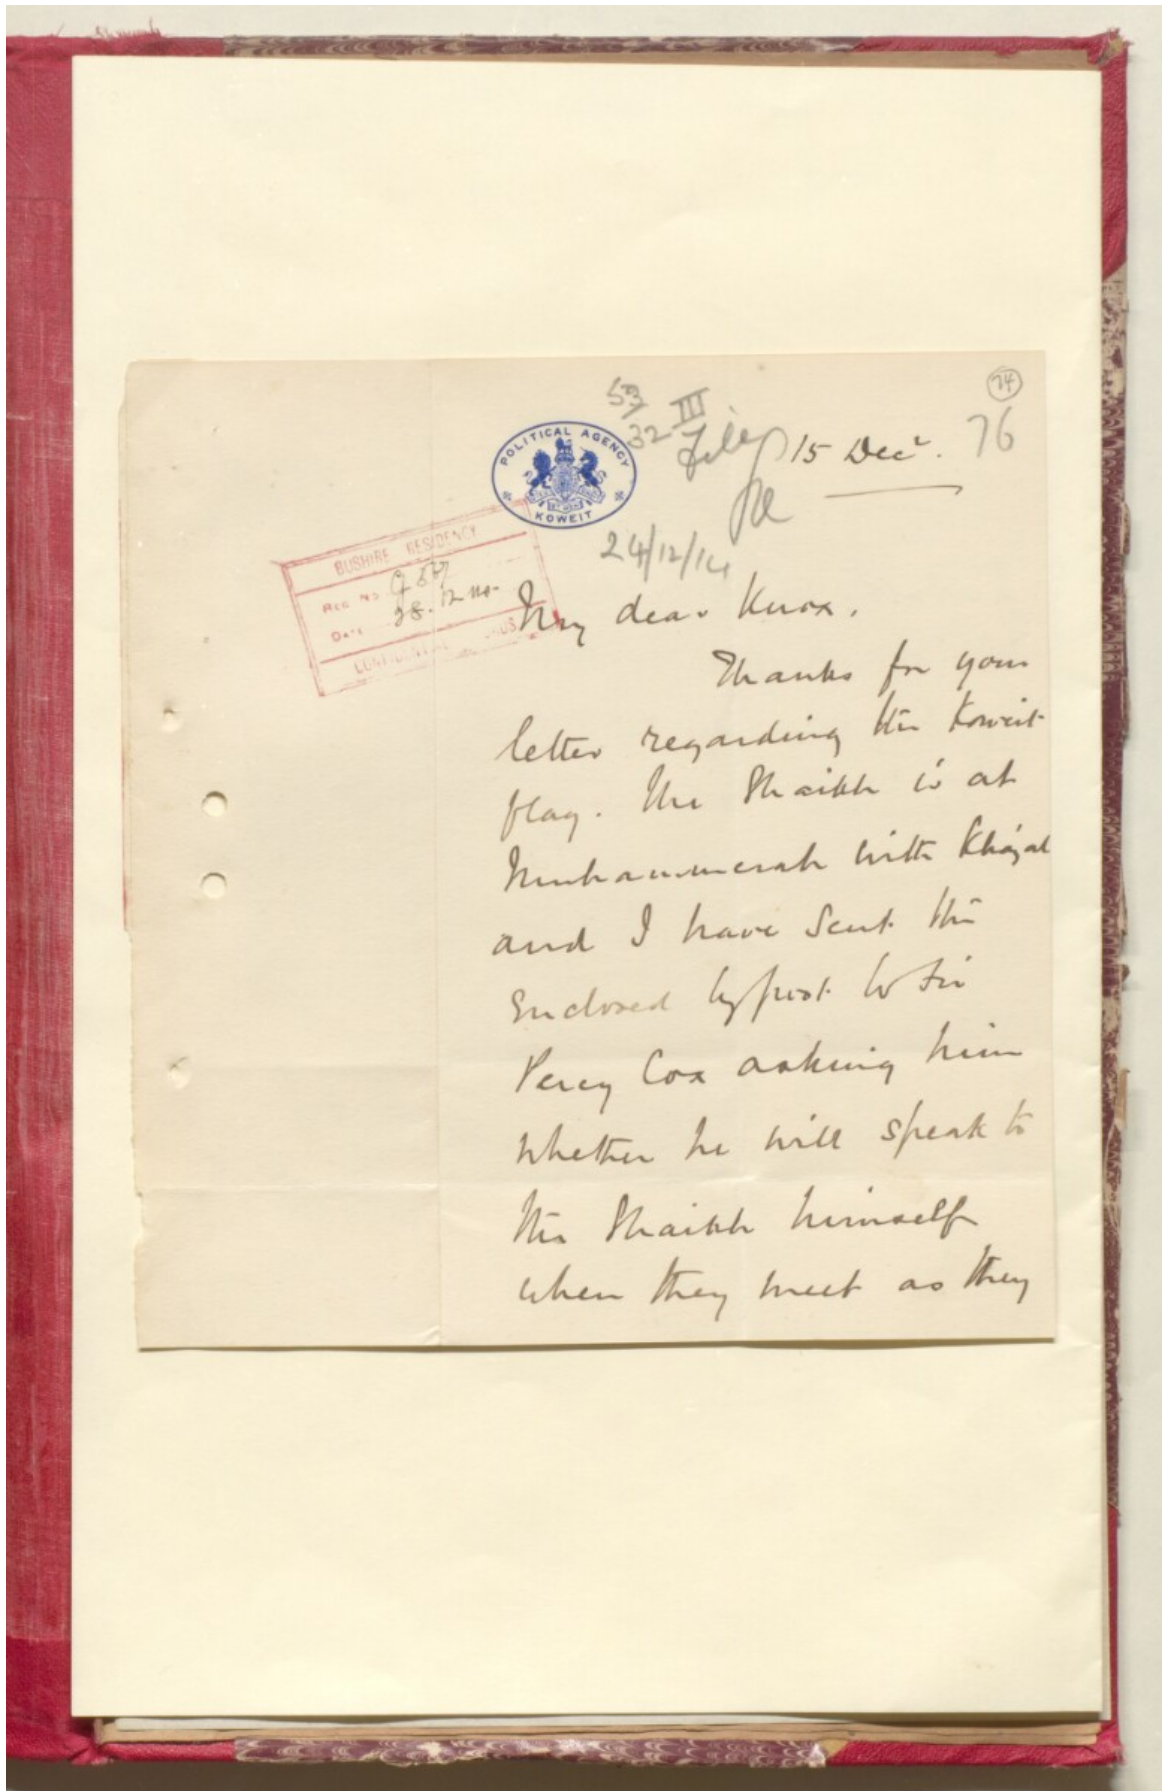 74
53/32 III
76
File
15 Decr.
POLITICAL AGENCY
KOWEIT
24/12/14
BUSHIRE RESIDENCY
REG. No.
DATE 28.12
CONFIDENTIAL
My dear Knox.
Thanks for your
letter regarding the Koweit
flag. The Shaikh is at
Muhammerah with Khazal
and I have sent the
enclosed by post to Sir
Percy Cox asking him
whether he will speak to
the Shaikh himself
when they meet as they